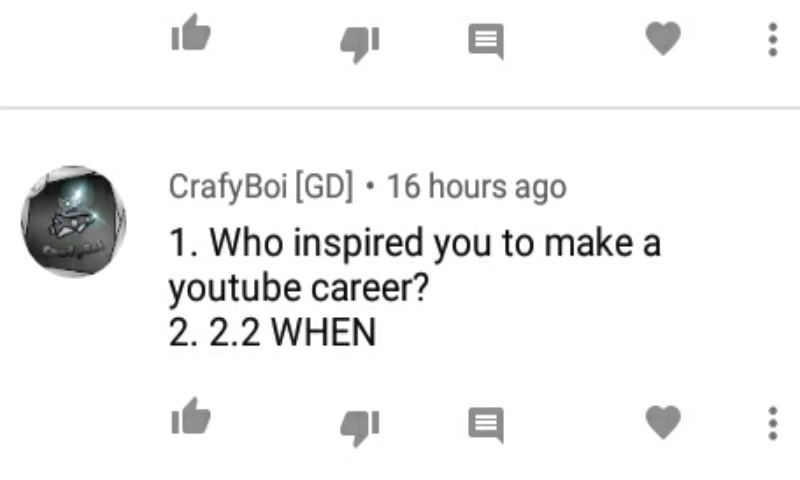 CrafyBoi [GD] • 16 hours ago
1. Who inspired you to make a
youtube career?
2. 2.2 WHEN